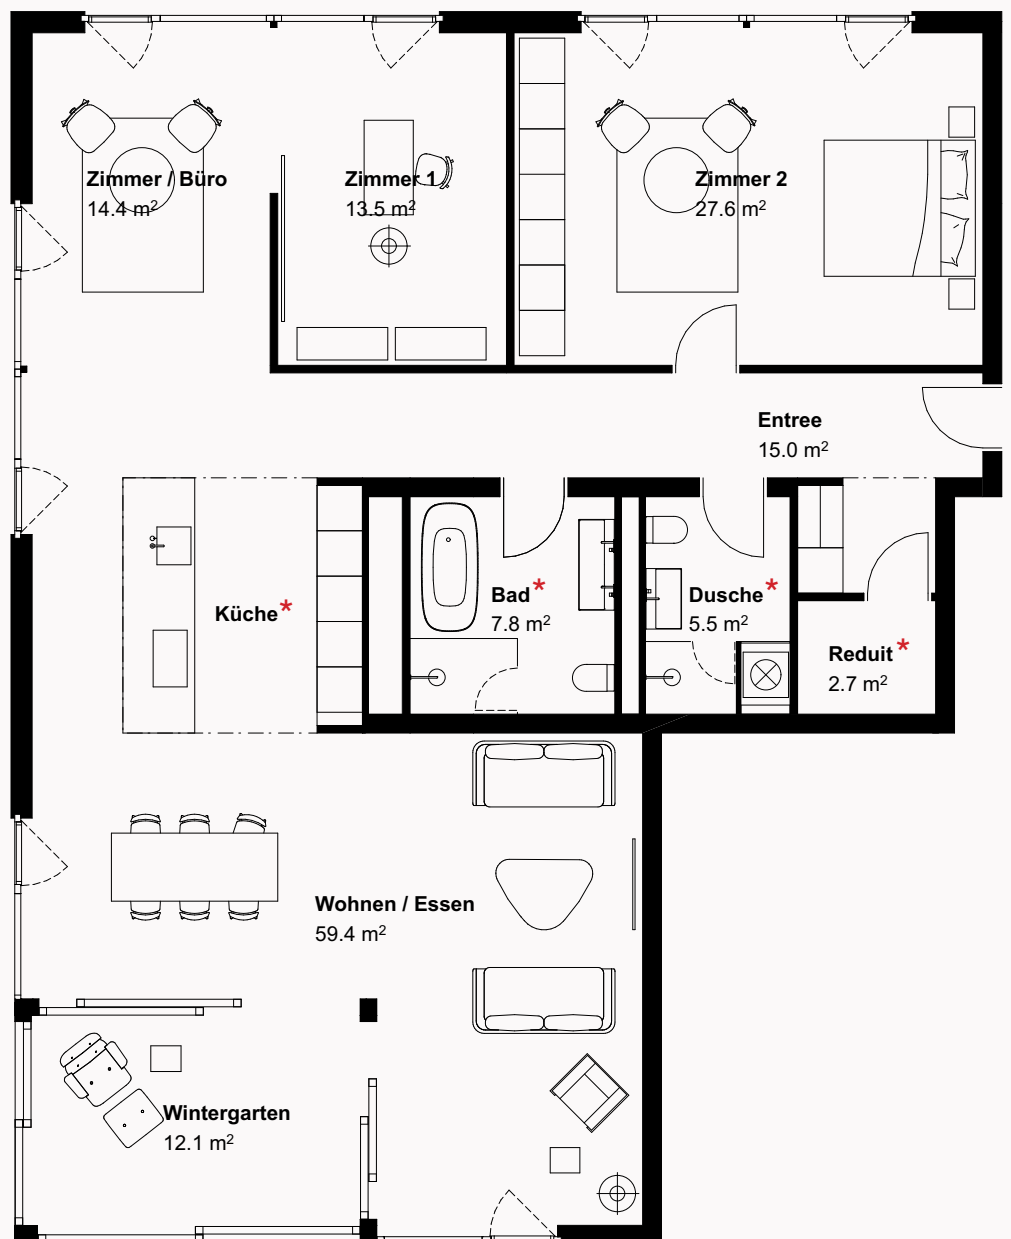 Zimmer / Büro
14.4 m²
Zimmer 1
13.5 m²
Zimmer 2
27.6 m²
Entree
15.0 m²
Küche*
Bad*
7.8 m²
Dusche*
5.5 m²
Reduit*
2.7 m²
Wohnen / Essen
59.4 m²
Wintergarten
12.1 m²